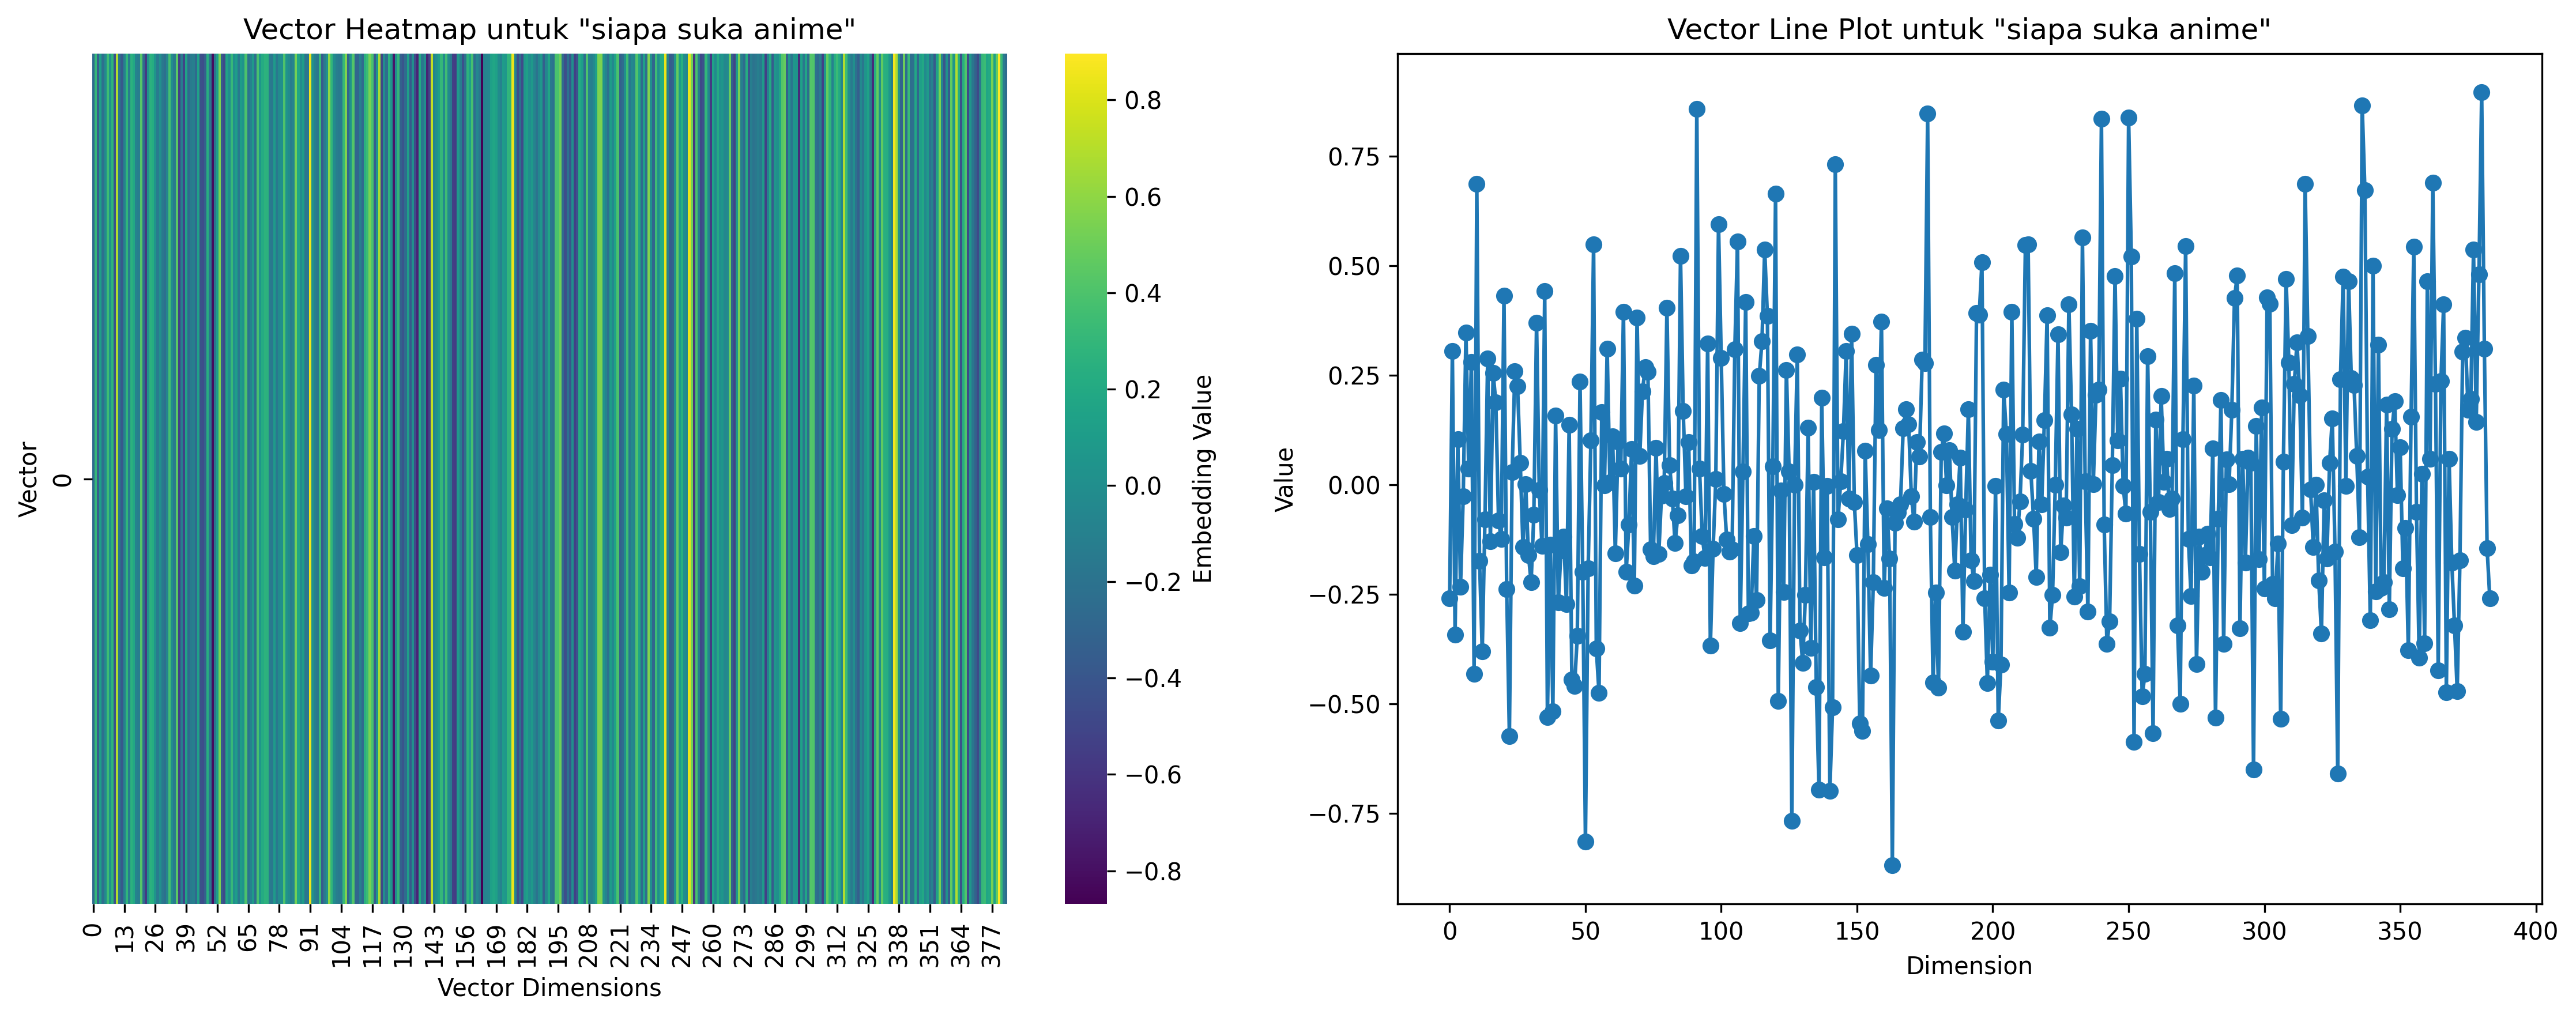 Vector Heatmap untuk "siapa suka anime"
Vector
0
0 13 26 39 52 65 78 91 104 117 130 143 156 169 182 195 208 221 234 247 260 273 286 299 312 325 338 351 364 377
Vector Dimensions
0.8
0.6
0.4
0.2
0.0
−0.2
−0.4
−0.6
−0.8
Embedding Value
Vector Line Plot untuk "siapa suka anime"
Value
0.75
0.50
0.25
0.00
−0.25
−0.50
−0.75
0 50 100 150 200 250 300 350 400
Dimension